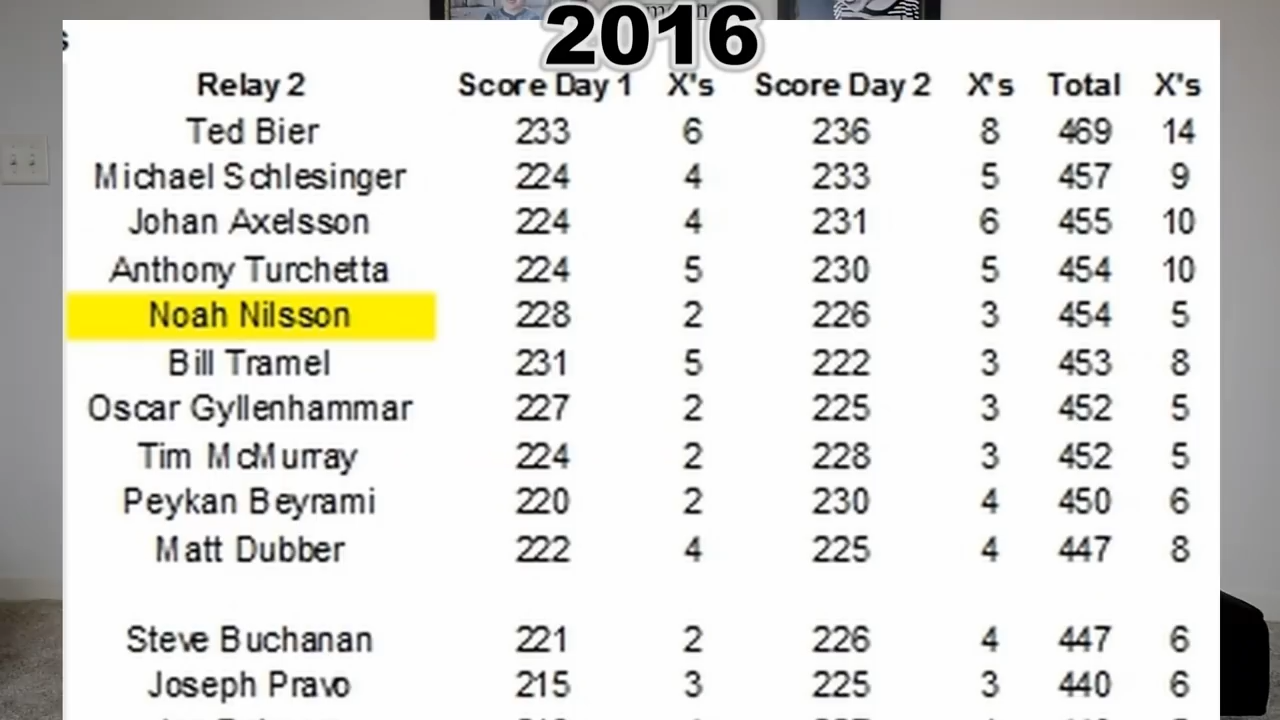 2016
s
Relay 2 Score Day 1 X's Score Day 2 X's Total X's
Ted Bier 233 6 236 8 469 14
Michael Schlesinger 224 4 233 5 457 9
Johan Axelsson 224 4 231 6 455 10
Anthony Turchetta 224 5 230 5 454 10
Noah Nilsson 228 2 226 3 454 5
Bill Tramel 231 5 222 3 453 8
Oscar Gyllenhammar 227 2 225 3 452 5
Tim McMurray 224 2 228 3 452 5
Peykan Beyrami 220 2 230 4 450 6
Matt Dubber 222 4 225 4 447 8
Steve Buchanan 221 2 226 4 447 6
Joseph Pravo 215 3 225 3 440 6